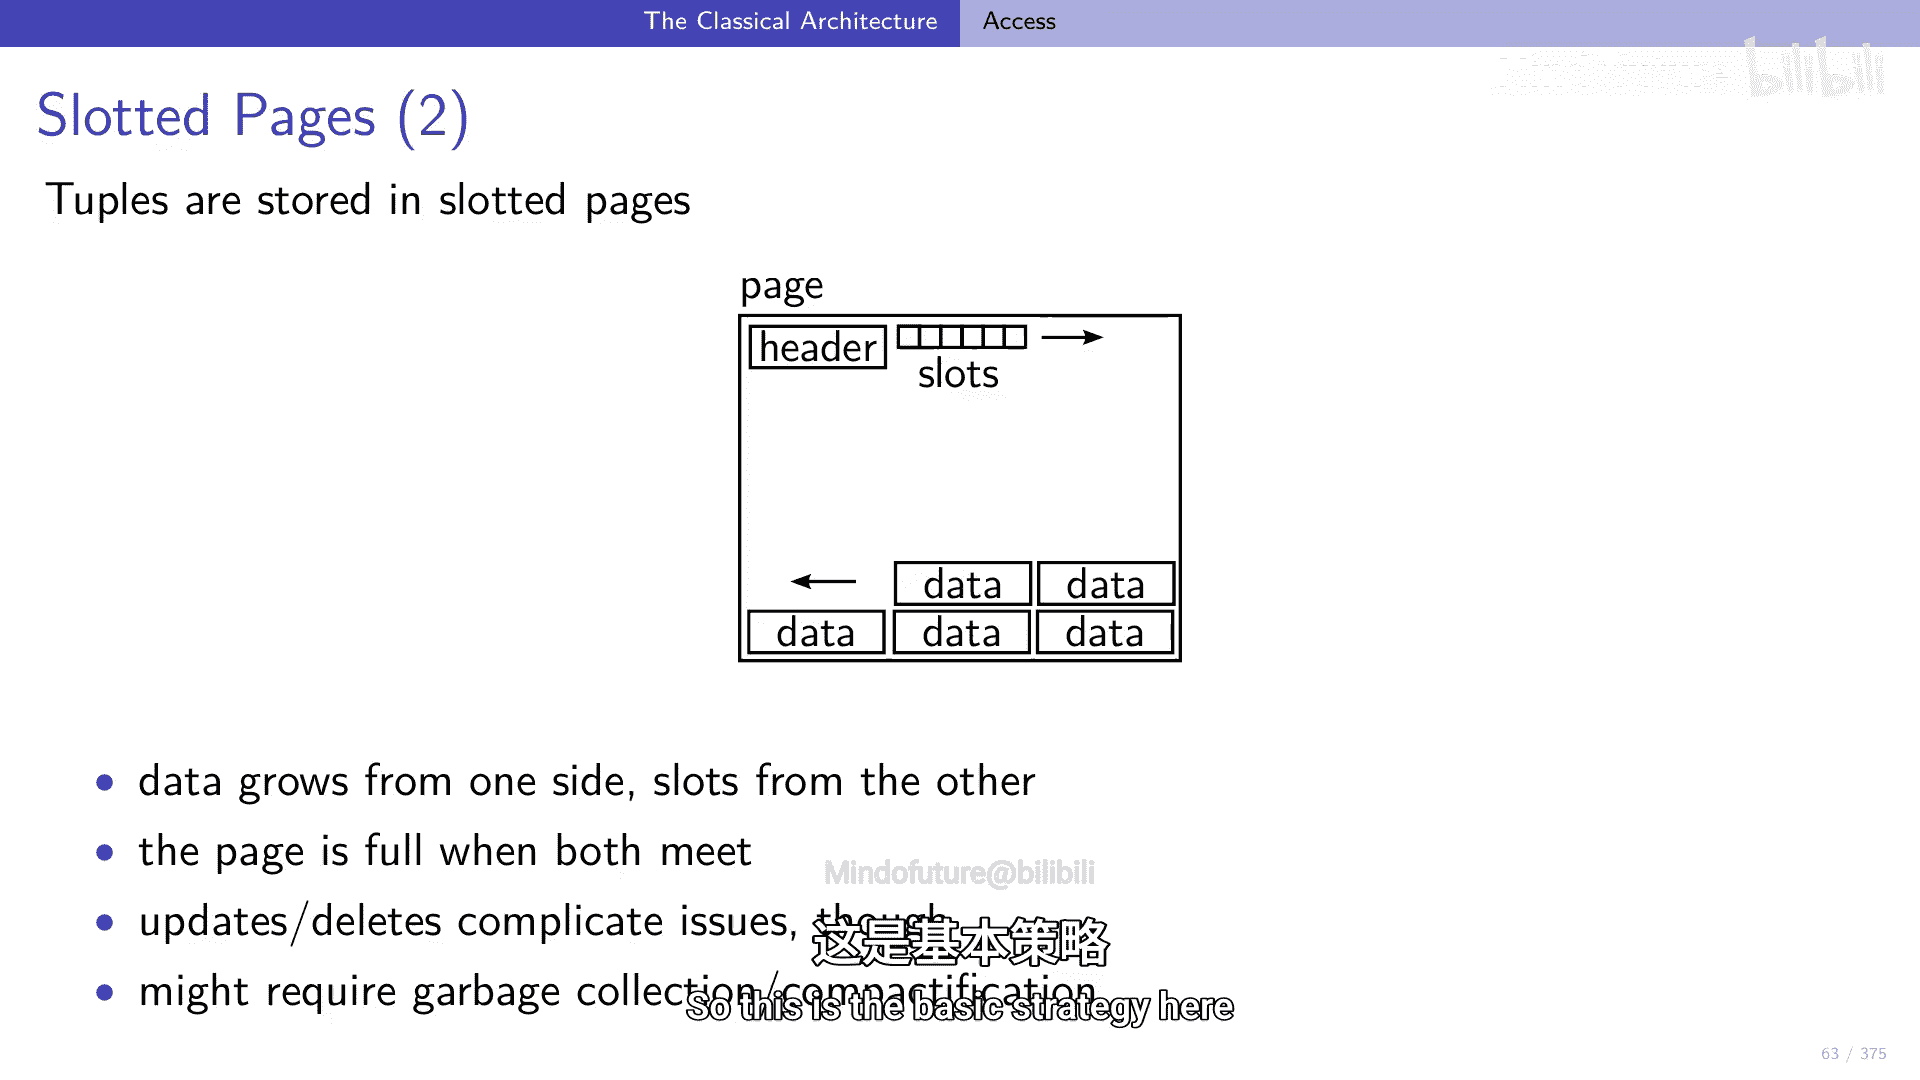 The Classical Architecture Access
bilibili
Slotted Pages (2)
Tuples are stored in slotted pages
page
header
slots
data data
data data data
• data grows from one side, slots from the other
• the page is full when both meet
Mindofuture@bilibili
• updates/deletes complicate issues, though
这是基本策略
• might require garbage collection/compactification
So this is the basic strategy here
63 / 375